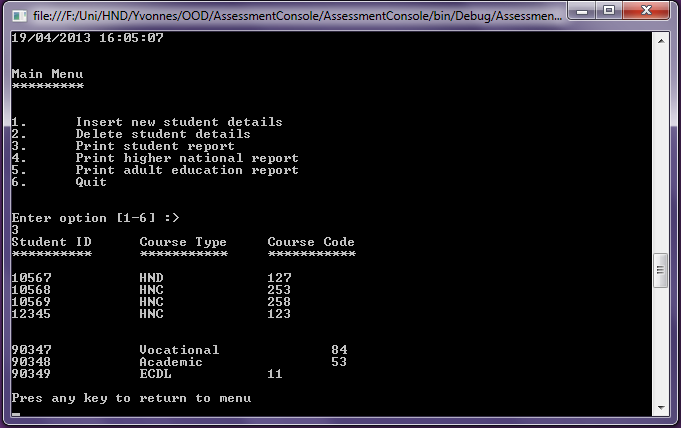 file:///F:/Uni/HND/Yvonnes/OOD/AssessmentConsole/AssessmentConsole/bin/Debug/Assessmen...
19/04/2013 16:05:07
Main Menu
*********
1. Insert new student details
2. Delete student details
3. Print student report
4. Print higher national report
5. Print adult education report
6. Quit
Enter option [1-6] :>
3
Student ID Course Type Course Code
********** *********** ***********
10567 HND 127
10568 HNC 253
10569 HNC 258
12345 HNC 123
90347 Vocational 84
90348 Academic 53
90349 ECDL 11
Pres any key to return to menu